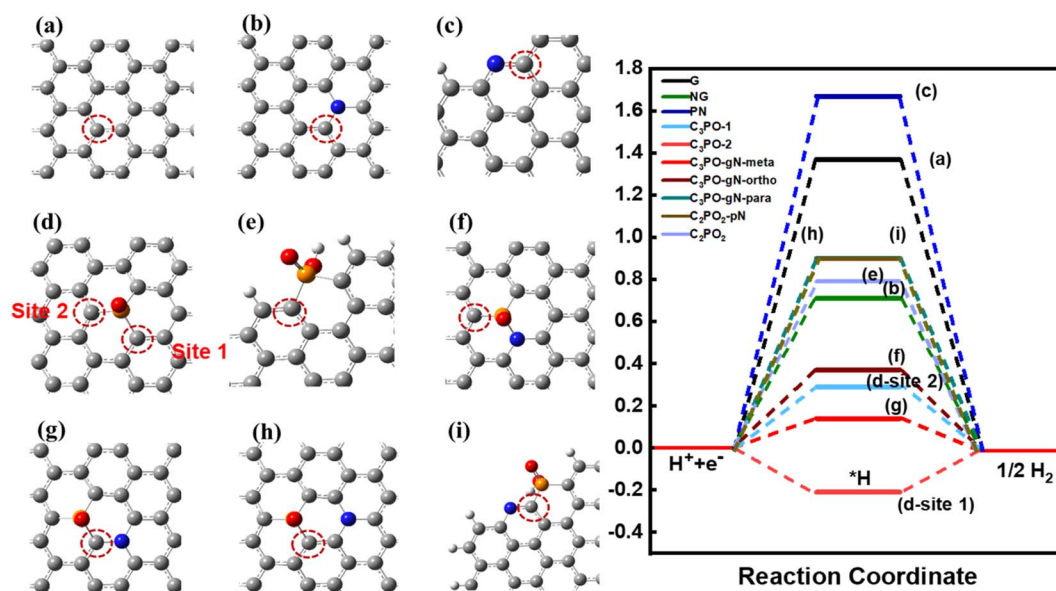 (a)
(b)
(c)
(d)
Site 2
Site 1
(e)
(f)
(g)
(h)
(i)
1.8
1.6
1.4
1.2
1.0
0.8
0.6
0.4
0.2
0.0
-0.2
-0.4
G
NG
PN
C₃PO-1
C₃PO-2
C₃PO-gN-meta
C₃PO-gN-ortho
C₃PO-gN-para
C₂PO₂-pN
C₂PO₂
(c)
(a)
(h)
(i)
(e)
(b)
(f)
(d-site 2)
(g)
H⁺+e⁻
*H
1/2 H₂
(d-site 1)
Reaction Coordinate